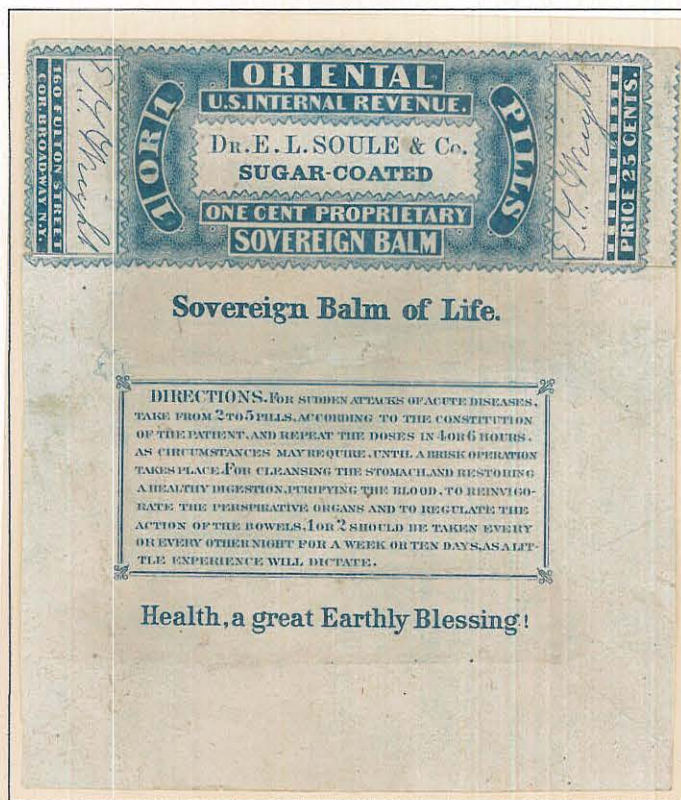 160 FULTON STREET
COR. BROADWAY N.Y.
E.H. Wright
1 OR 1
ORIENTAL
U.S. INTERNAL REVENUE.
DR. E. L. SOULE & Co.
SUGAR-COATED
ONE CENT PROPRIETARY
SOVEREIGN BALM
PILLS
E.H. Wright
PRICE 25 CENTS.
Sovereign Balm of Life.
DIRECTIONS. FOR SUDDEN ATTACKS OF ACUTE DISEASES,
TAKE FROM 2 TO 5 PILLS, ACCORDING TO THE CONSTITUTION
OF THE PATIENT, AND REPEAT THE DOSES IN 4 OR 6 HOURS,
AS CIRCUMSTANCES MAY REQUIRE, UNTIL A BRISK OPERATION
TAKES PLACE. FOR CLEANSING THE STOMACH, AND RESTORING
A HEALTHY DIGESTION, PURIFYING THE BLOOD, TO REINVIGO-
RATE THE PERSPIRATIVE ORGANS AND TO REGULATE THE
ACTION OF THE BOWELS, 1 OR 2 SHOULD BE TAKEN EVERY
OR EVERY OTHER NIGHT FOR A WEEK OR TEN DAYS, AS A LIT-
TLE EXPERIENCE WILL DICTATE.
Health, a great Earthly Blessing!